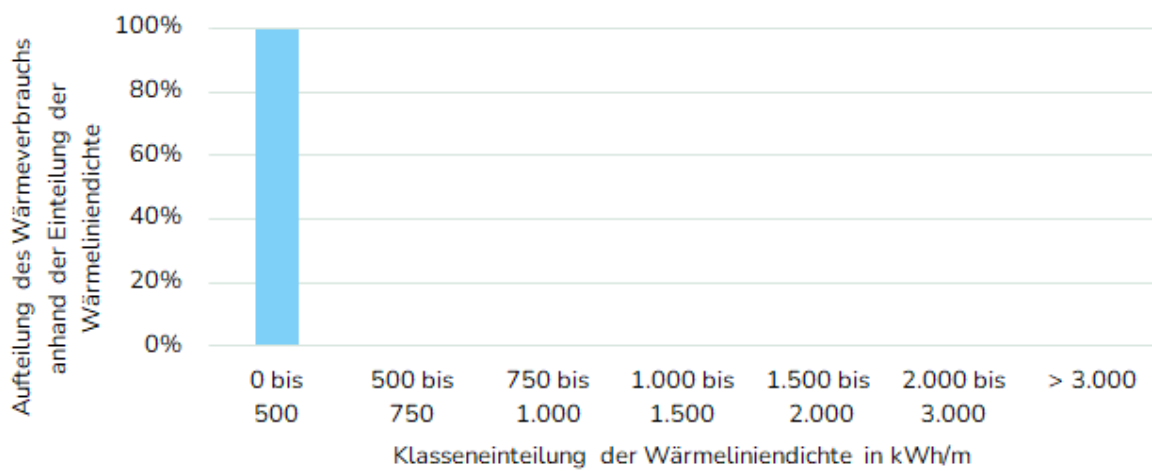 Aufteilung des Wärmeverbrauchs
anhand der Einteilung der
Wärmeliniendichte
100%
80%
60%
40%
20%
0%
0 bis
500
500 bis
750
750 bis
1.000
1.000 bis
1.500
1.500 bis
2.000
2.000 bis
3.000
> 3.000
Klasseneinteilung der Wärmeliniendichte in kWh/m